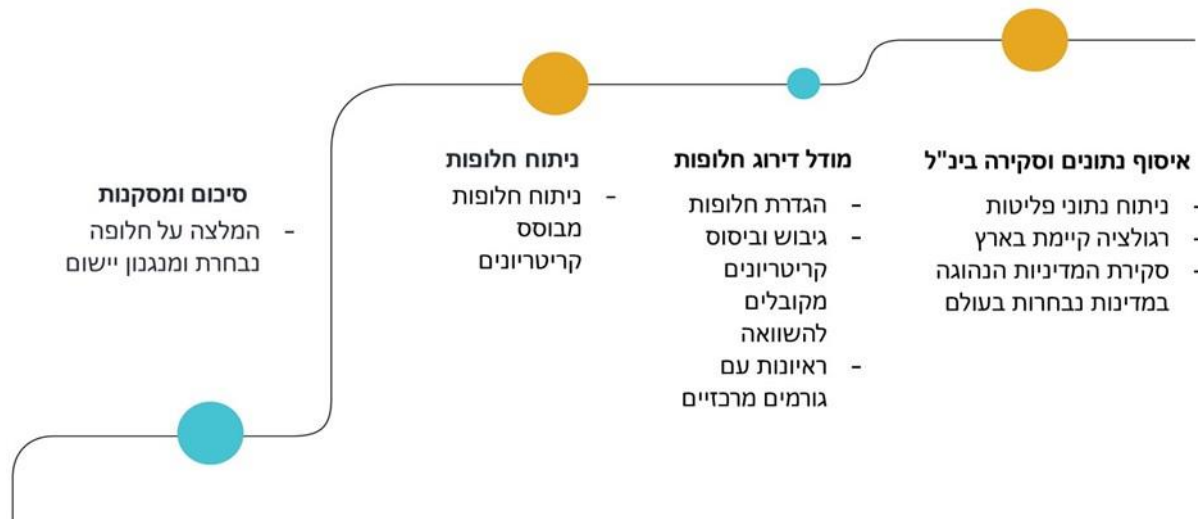 איסוף נתונים וסקירה בינ"ל
- ניתוח נתוני פליטות
- רגולציה קיימת בארץ
- סקירת המדיניות הנהוגה
במדינות נבחרות בעולם
מודל דירוג חלופות
- הגדרת חלופות
- גיבוש וביסוס
קריטריונים
מקובלים
להשוואה
- ראיונות עם
גורמים מרכזיים
ניתוח חלופות
- ניתוח חלופות
מבוסס
קריטריונים
סיכום ומסקנות
- המלצה על חלופה
נבחרת ומנגנון יישום